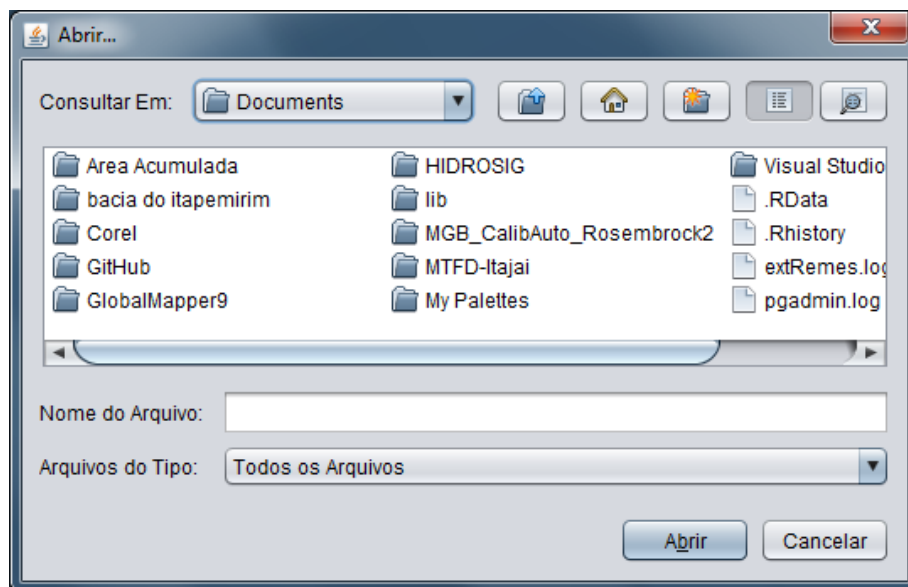 Abrir...
Consultar Em: Documents
Area Acumulada HIDROSIG Visual Studio
bacia do itapemirim lib .RData
Corel MGB_CalibAuto_Rosembrock2 .Rhistory
GitHub MTFD-Itajai extRemes.log
GlobalMapper9 My Palettes pgadmin.log
Nome do Arquivo:
Arquivos do Tipo: Todos os Arquivos
Abrir Cancelar